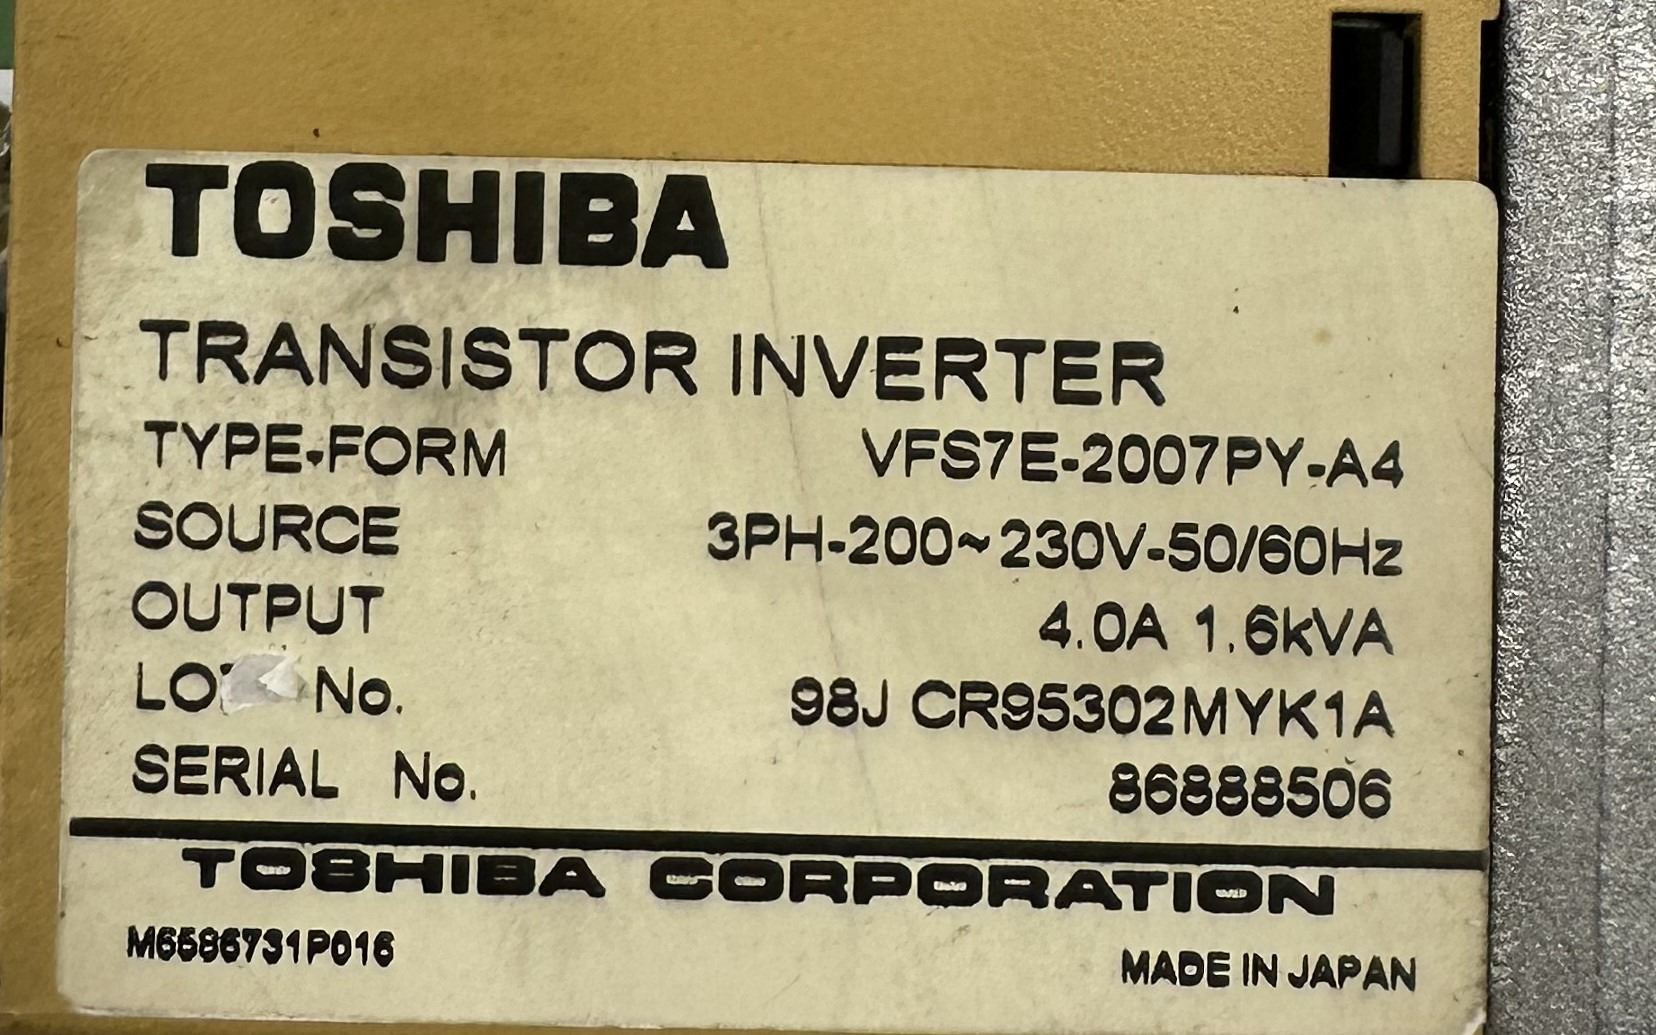 TOSHIBA
TRANSISTOR INVERTER
TYPE-FORM VFS7E-2007PY-A4
SOURCE 3PH-200~230V-50/60Hz
OUTPUT 4.0A 1.6kVA
LOT No. 98J CR95302MYK1A
SERIAL No. 86888506
TOSHIBA CORPORATION
MADE IN JAPAN